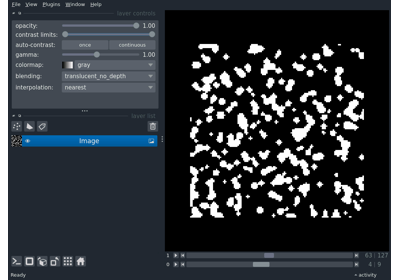 File View Plugins Window Help
layer controls
opacity: 1.00
contrast limits:
auto-contrast: once continuous
gamma: 1.00
colormap: gray
blending: translucent_no_depth
interpolation: nearest
layer list
Image
1 63 127
0 4 9
Ready activity